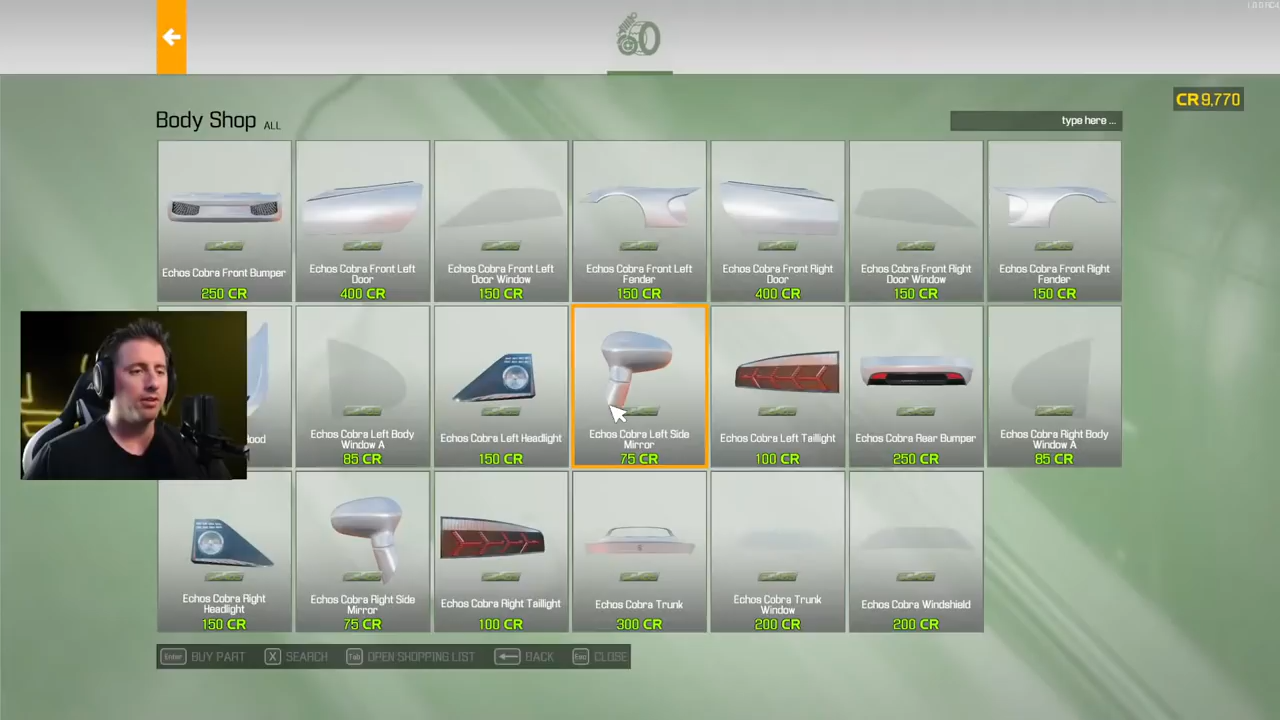 1.0.0 RC4
CR 9,770
Body Shop ALL
type here ...
Echos Cobra Front Bumper
250 CR
Echos Cobra Front Left
Door
400 CR
Echos Cobra Front Left
Door Window
150 CR
Echos Cobra Front Left
Fender
150 CR
Echos Cobra Front Right
Door
400 CR
Echos Cobra Front Right
Door Window
150 CR
Echos Cobra Front Right
Fender
150 CR
Hood
Echos Cobra Left Body
Window A
85 CR
Echos Cobra Left Headlight
150 CR
Echos Cobra Left Side
Mirror
75 CR
Echos Cobra Left Taillight
100 CR
Echos Cobra Rear Bumper
250 CR
Echos Cobra Right Body
Window A
85 CR
Echos Cobra Right
Headlight
150 CR
Echos Cobra Right Side
Mirror
75 CR
Echos Cobra Right Taillight
100 CR
Echos Cobra Trunk
300 CR
Echos Cobra Trunk
Window
200 CR
Echos Cobra Windshield
200 CR
Enter BUY PART X SEARCH Tab OPEN SHOPPING LIST BACK Esc CLOSE